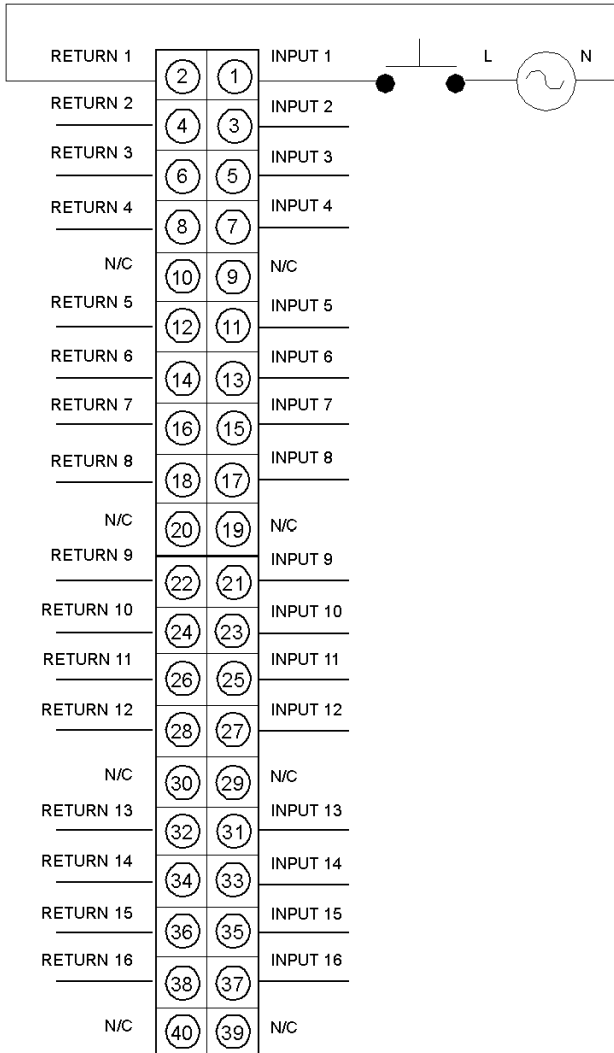 RETURN 1 2 1 INPUT 1 L N
RETURN 2 4 3 INPUT 2
RETURN 3 6 5 INPUT 3
RETURN 4 8 7 INPUT 4
N/C 10 9 N/C
RETURN 5 12 11 INPUT 5
RETURN 6 14 13 INPUT 6
RETURN 7 16 15 INPUT 7
RETURN 8 18 17 INPUT 8
N/C 20 19 N/C
RETURN 9 22 21 INPUT 9
RETURN 10 24 23 INPUT 10
RETURN 11 26 25 INPUT 11
RETURN 12 28 27 INPUT 12
N/C 30 29 N/C
RETURN 13 32 31 INPUT 13
RETURN 14 34 33 INPUT 14
RETURN 15 36 35 INPUT 15
RETURN 16 38 37 INPUT 16
N/C 40 39 N/C